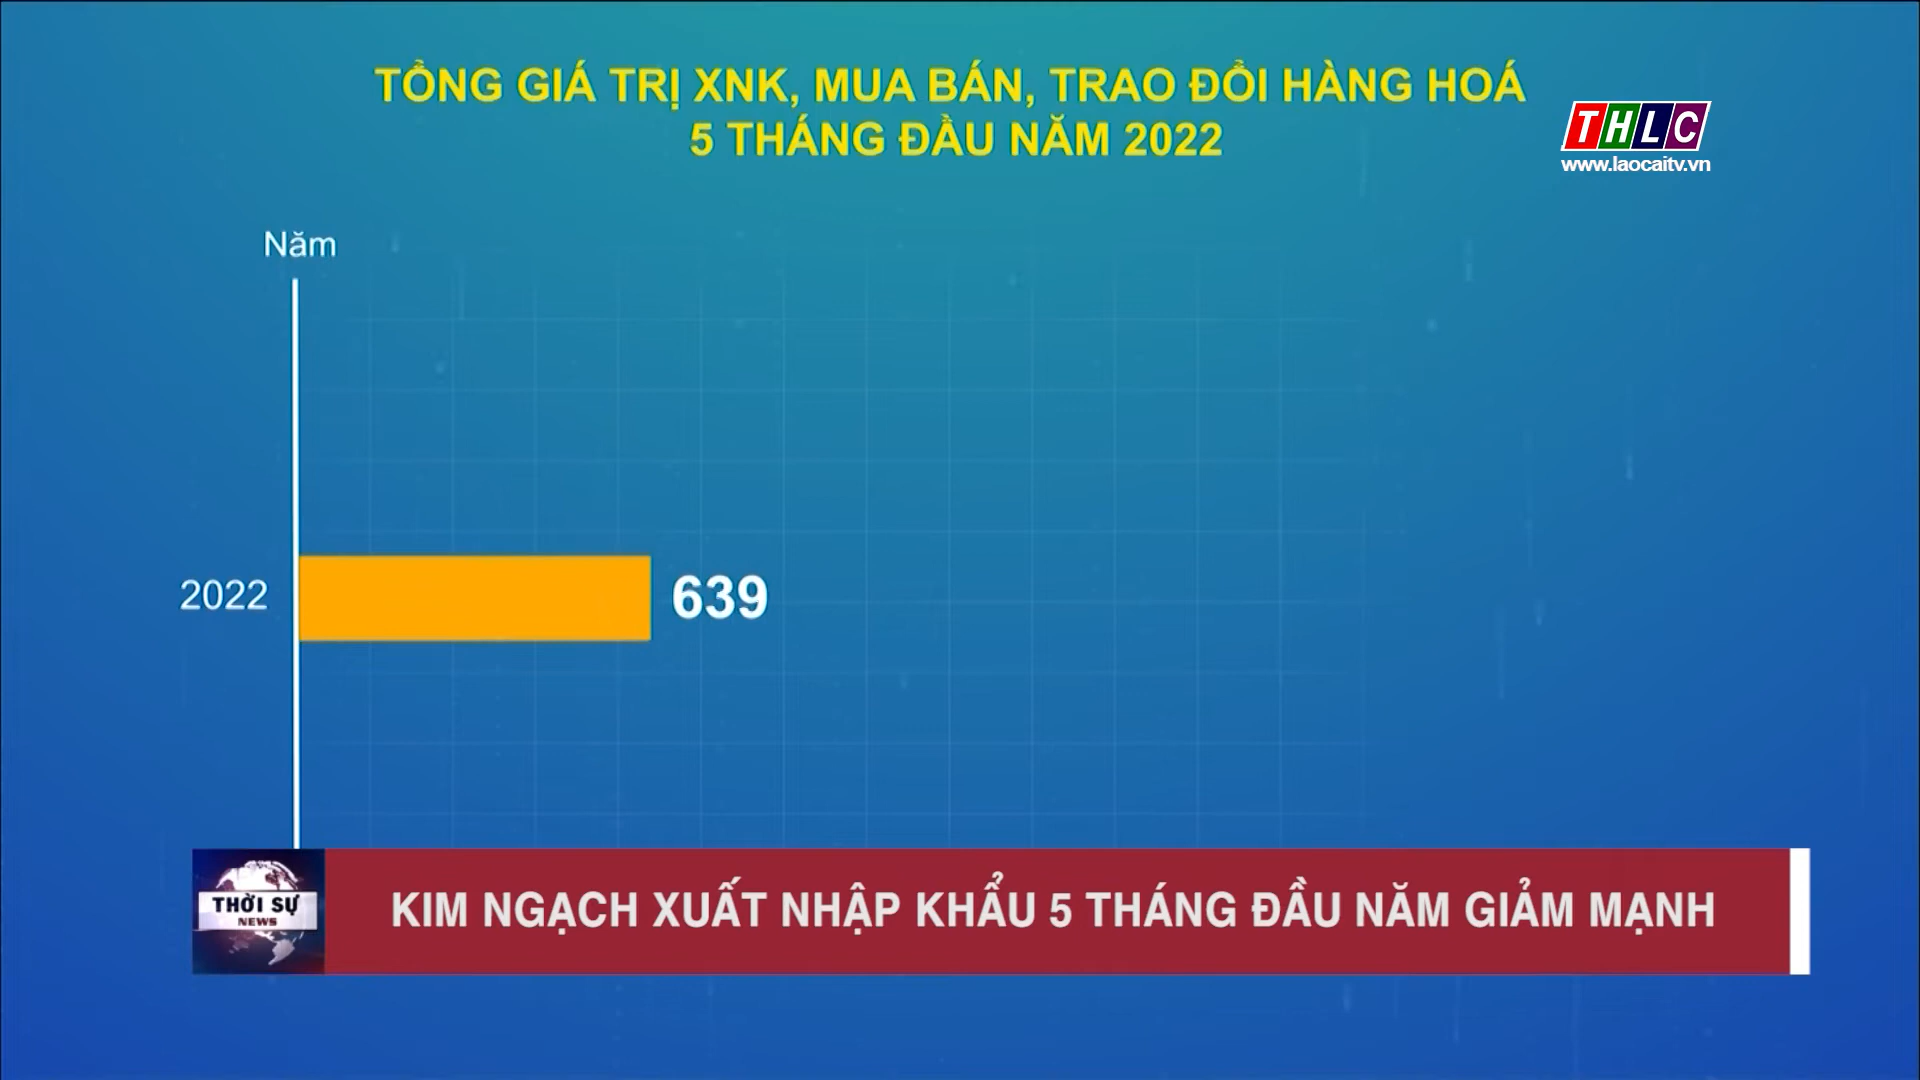 TỔNG GIÁ TRỊ XNK, MUA BÁN, TRAO ĐỔI HÀNG HOÁ
5 THÁNG ĐẦU NĂM 2022
THLC
www.laocaitv.vn
Năm
2022
639
THỜI SỰ
NEWS
KIM NGẠCH XUẤT NHẬP KHẨU 5 THÁNG ĐẦU NĂM GIẢM MẠNH